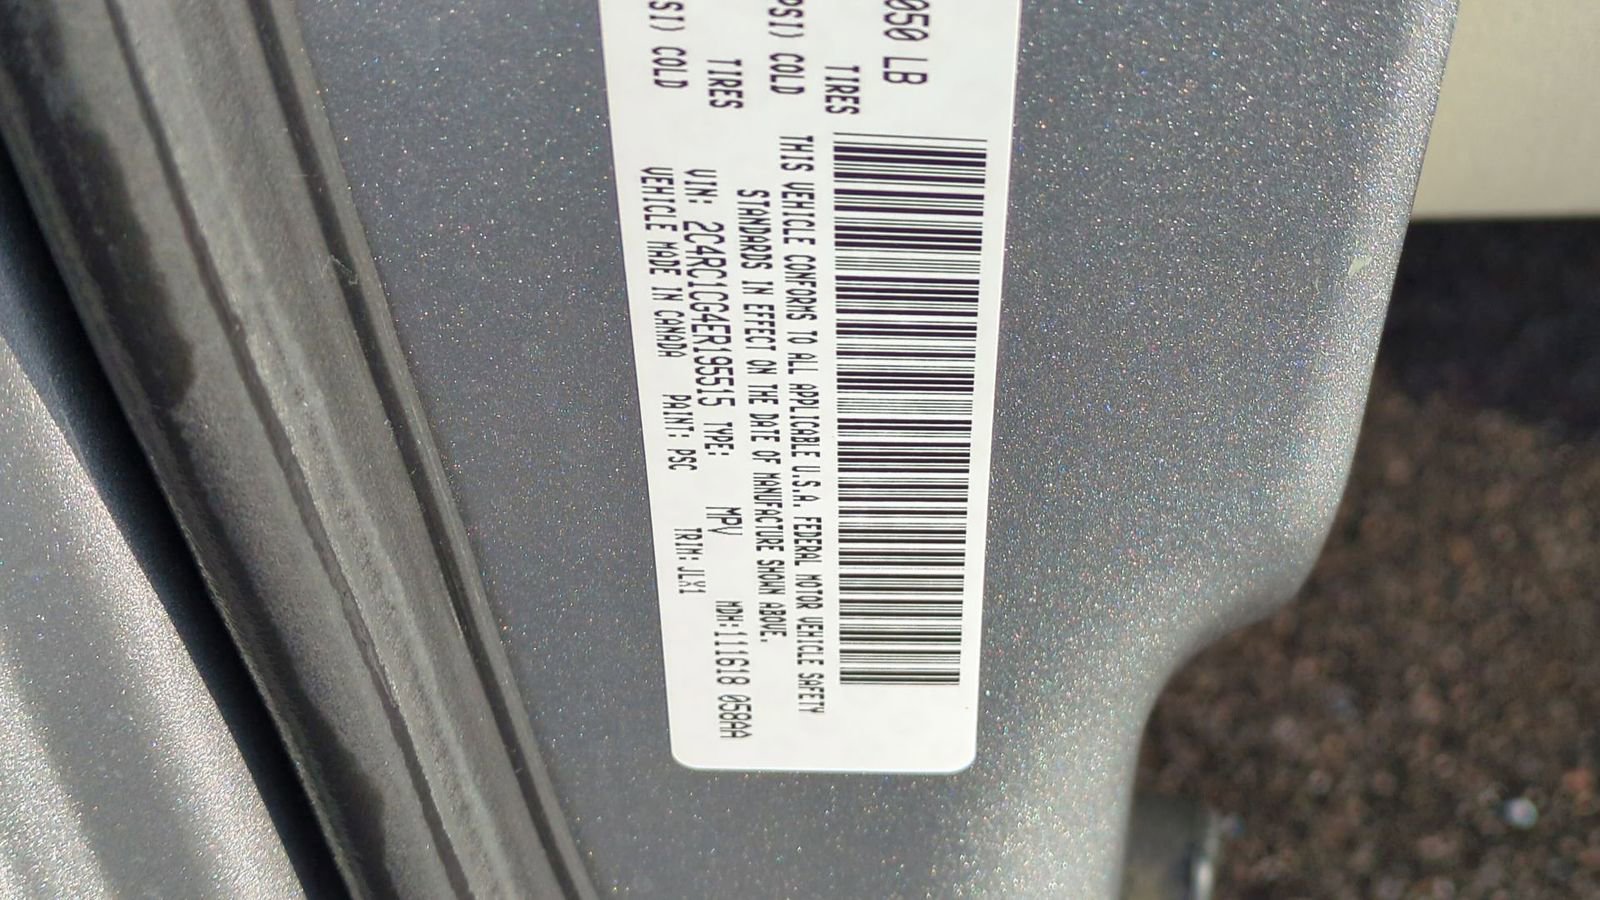 050 LB
TIRES
PSI) COLD
TIRES
SI) COLD
THIS VEHICLE CONFORMS TO ALL APPLICABLE U.S.A. FEDERAL MOTOR VEHICLE SAFETY
STANDARDS IN EFFECT ON THE DATE OF MANUFACTURE SHOWN ABOVE.
VIN: 2C4RC1CG4ER195515 TYPE: MPV MDH:111618 058AA
VEHICLE MADE IN CANADA PAINT: PSC TRIM: JLX1